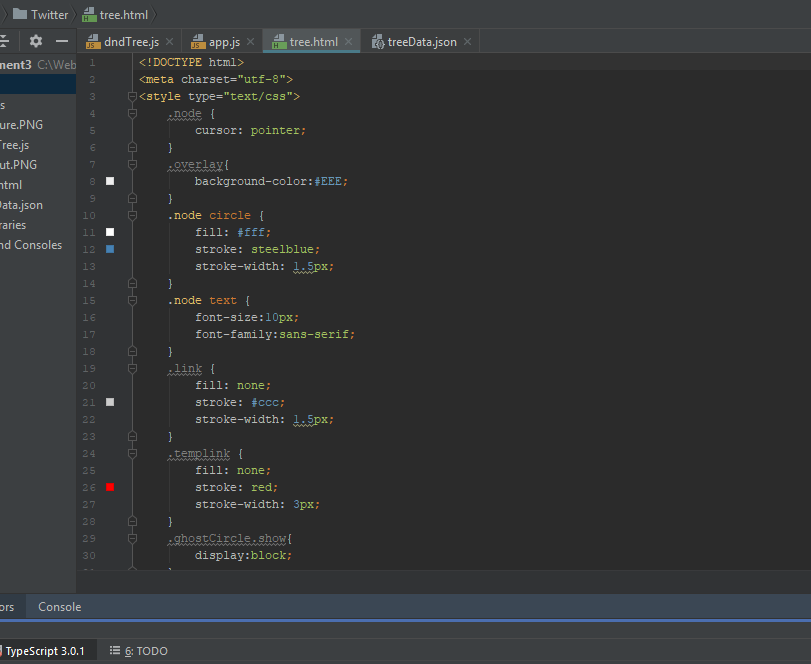 Twitter tree.html
dndTree.js app.js tree.html treeData.json
ment3 C:\Web
s
ure.PNG
Tree.js
ut.PNG
html
Data.json
raries
nd Consoles
1 <!DOCTYPE html>
2 <meta charset="utf-8">
3 <style type="text/css">
4 .node {
5 cursor: pointer;
6 }
7 .overlay{
8 background-color:#EEE;
9 }
10 .node circle {
11 fill: #fff;
12 stroke: steelblue;
13 stroke-width: 1.5px;
14 }
15 .node text {
16 font-size:10px;
17 font-family:sans-serif;
18 }
19 .link {
20 fill: none;
21 stroke: #ccc;
22 stroke-width: 1.5px;
23 }
24 .templink {
25 fill: none;
26 stroke: red;
27 stroke-width: 3px;
28 }
29 .ghostCircle.show{
30 display:block;
ors Console
TypeScript 3.0.1 6: TODO